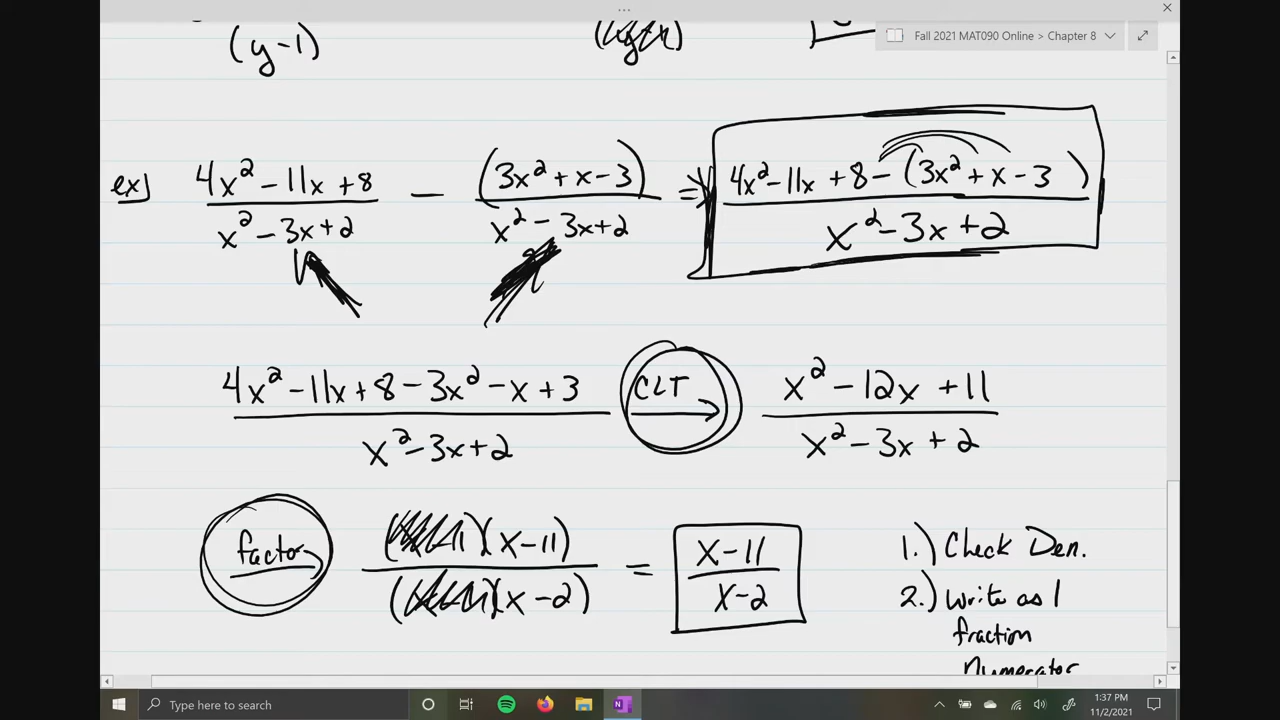 Fall 2021 MAT090 Online > Chapter 8
(y-1)
ex) 4x² - 11x + 8 / x² - 3x + 2 - (3x² + x - 3) / x² - 3x + 2 = 4x² - 11x + 8 - (3x² + x - 3) / x² - 3x + 2
4x² - 11x + 8 - 3x² - x + 3 / x² - 3x + 2 CLT → x² - 12x + 11 / x² - 3x + 2
factor → (x - 11) / (x - 2) = x - 11 / x - 2
1.) Check Den.
2.) Write as 1
fraction
Numerator
Type here to search
1:37 PM
11/2/2021